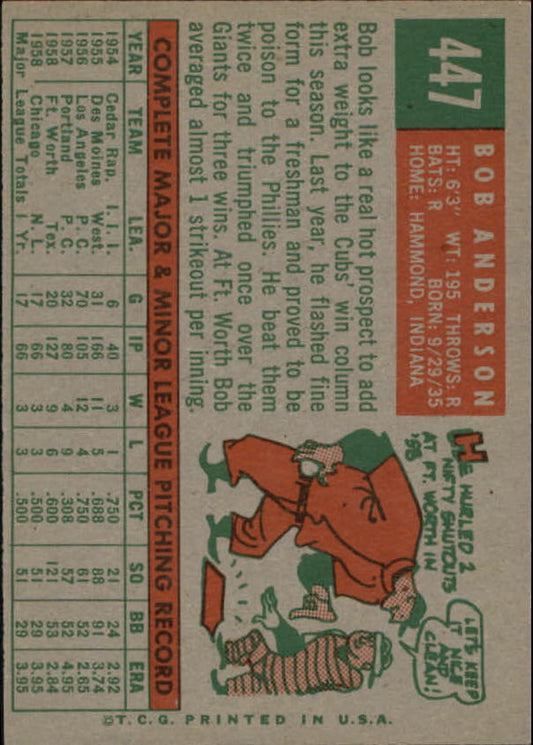 447
BOB ANDERSON
HT: 6'3" WT: 195 THROWS: R
BATS: R BORN: 9/29/35
HOME: HAMMOND, INDIANA
Bob looks like a real hot prospect to add
extra weight to the Cubs' win column
this season. Last year, he flashed fine
form for a freshman and proved to be
poison to the Phillies. He beat them
twice and triumphed once over the
Giants for three wins. At Ft. Worth Bob
averaged almost 1 strikeout per inning.
HE HURLED 2
NIFTY SHUTOUTS
AT FT. WORTH IN
'58
LET'S KEEP
IT NICE
AND
CLEAN!
COMPLETE MAJOR & MINOR LEAGUE PITCHING RECORD
YEAR TEAM LEA. G IP W L PCT SO BB ERA
1954 Cedar Rap. I. I. I. 6 40 3 1 .750 21 24 2.92
1955 Des Moines West. 31 166 11 5 .688 88 91 3.74
1956 Los Angeles P. C. 70 105 12 4 .750 61 52 2.65
1957 Portland P. C. 32 80 4 9 .308 57 52 4.95
1958 Ft. Worth Tex. 20 127 9 6 .600 121 53 2.84
1958 Chicago N. L. 17 66 3 3 .500 51 29 3.95
Major League Totals 1 Yr. 17 66 3 3 .500 51 29 3.95
©T.C.G. PRINTED IN U.S.A.